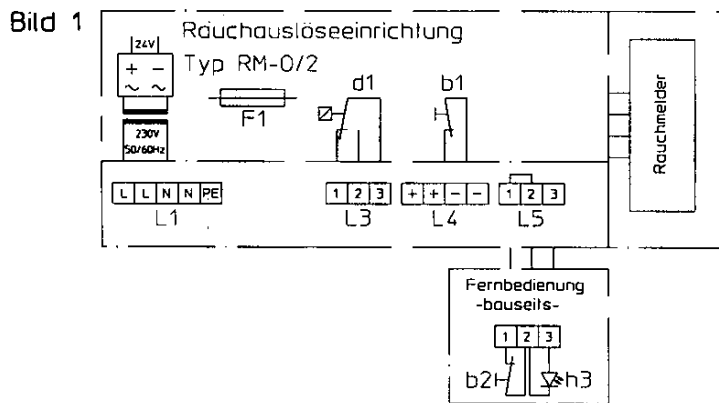 Bild 1
Rauchauslöseeinrichtung
Typ RM-O/2
24V
+ −
~ ~
230V
50/60Hz
F1
d1
b1
Rauchmelder
L L N N PE
L1
1 2 3
L3
+ + − −
L4
1 2 3
L5
Fernbedienung
-bauseits-
1 2 3
b2
h3